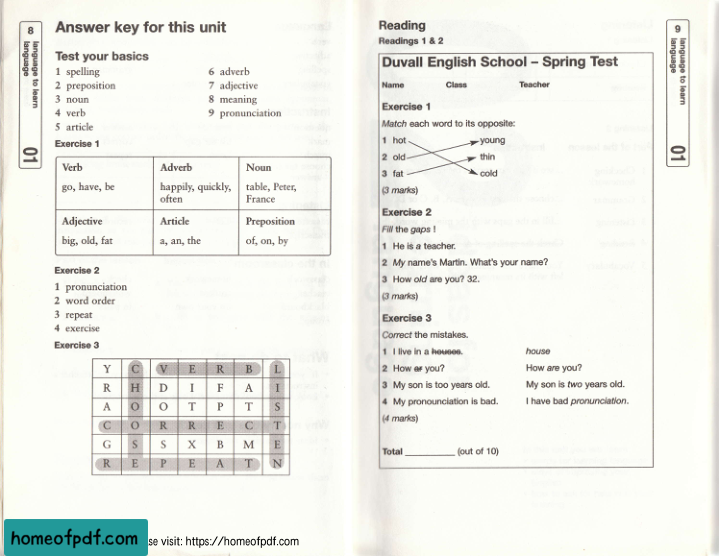 8
language to learn
language
01
Answer key for this unit
Test your basics
1 spelling
2 preposition
3 noun
4 verb
5 article
6 adverb
7 adjective
8 meaning
9 pronunciation
Exercise 1
Verb Adverb Noun
go, have, be happily, quickly, table, Peter,
often France
Adjective Article Preposition
big, old, fat a, an, the of, on, by
Exercise 2
1 pronunciation
2 word order
3 repeat
4 exercise
Exercise 3
Y C V E R B L
R H D I F A I
A O O T P T S
C O R R E C T
G S S X B M E
R E P E A T N
homeofpdf.com
se visit: https://homeofpdf.com
Reading
Readings 1 & 2
Duvall English School – Spring Test
Name Class Teacher
Exercise 1
Match each word to its opposite:
1 hot young
2 old thin
3 fat cold
(3 marks)
Exercise 2
Fill the gaps !
1 He is a teacher.
2 My name's Martin. What's your name?
3 How old are you? 32.
(3 marks)
Exercise 3
Correct the mistakes.
1 I live in a houses. house
2 How or you? How are you?
3 My son is too years old. My son is two years old.
4 My pronounciation is bad. I have bad pronunciation.
(4 marks)
Total ________ (out of 10)
9
language to learn
language
01